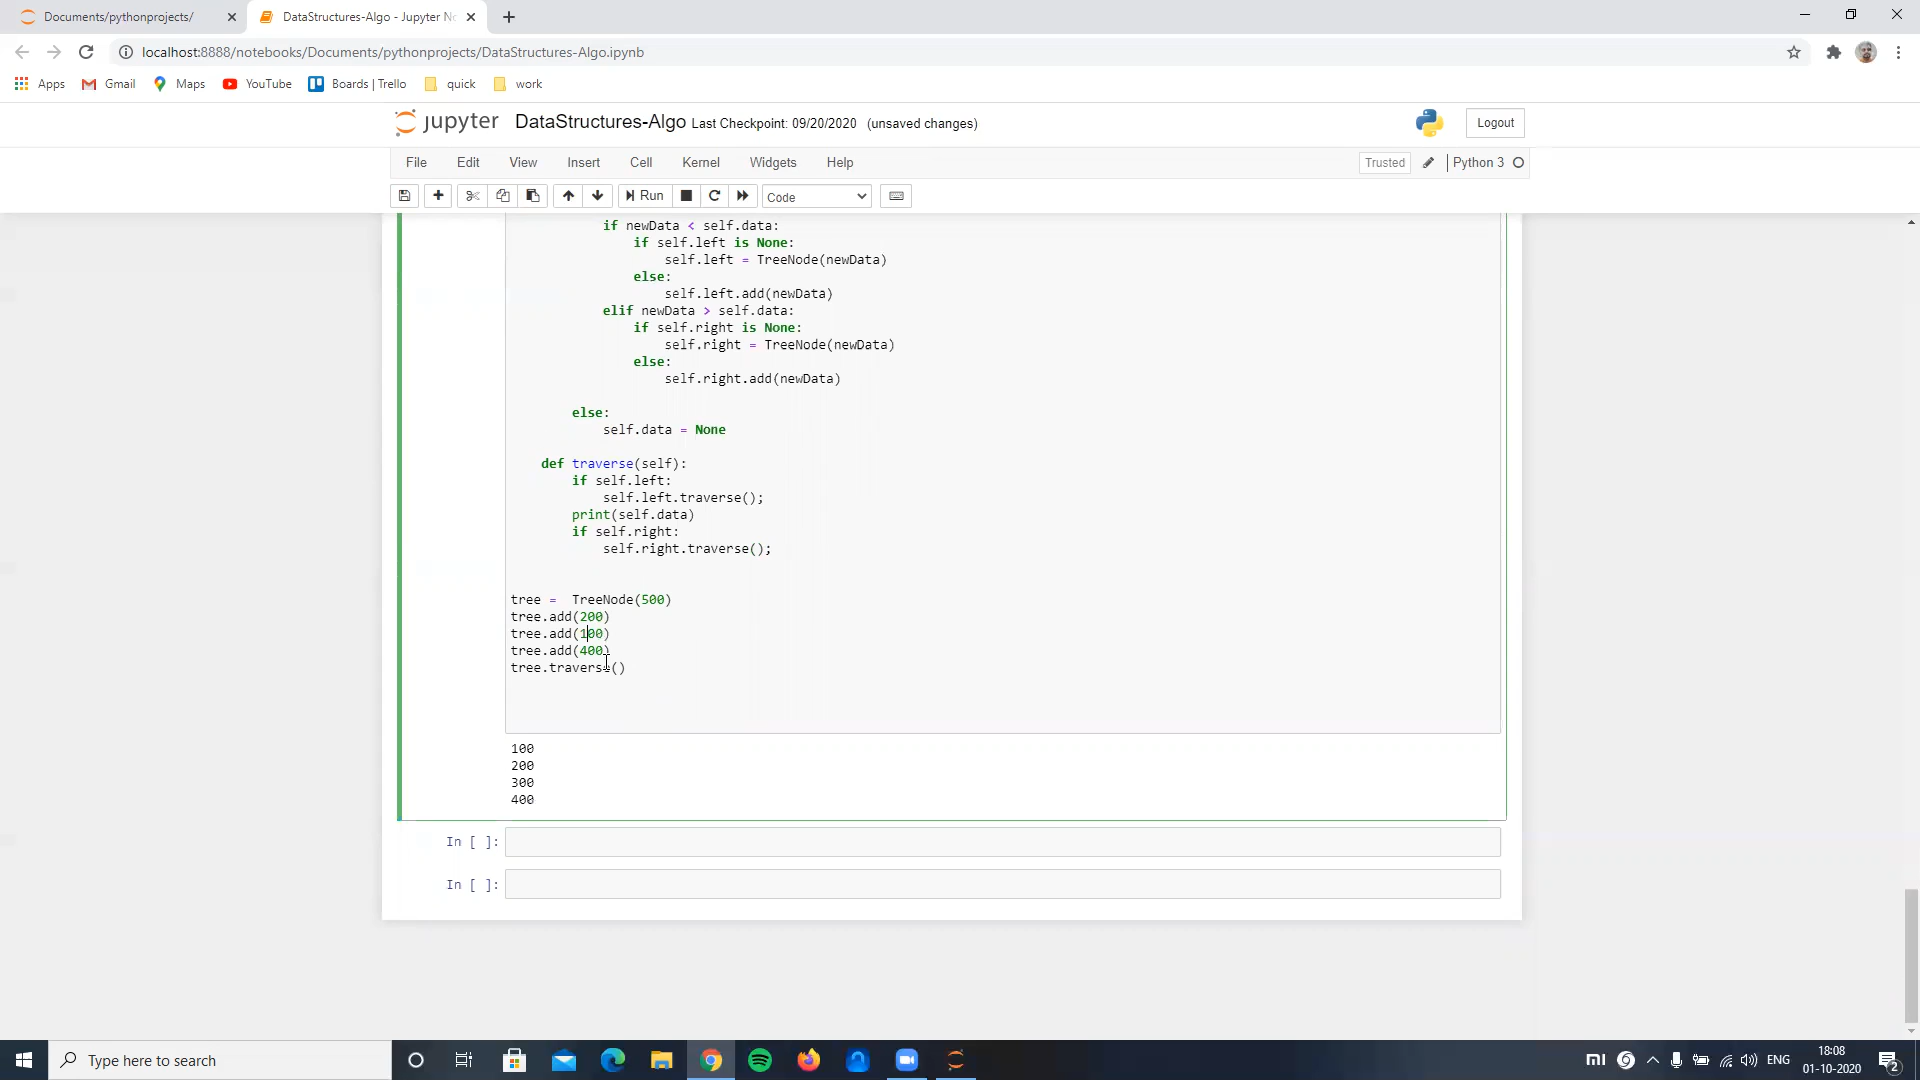 Documents/pythonprojects/
DataStructures-Algo - Jupyter No
localhost:8888/notebooks/Documents/pythonprojects/DataStructures-Algo.ipynb
Apps Gmail Maps YouTube Boards | Trello quick work
jupyter DataStructures-Algo Last Checkpoint: 09/20/2020 (unsaved changes) Logout
File Edit View Insert Cell Kernel Widgets Help Trusted Python 3
Run Code
if newData < self.data:
if self.left is None:
self.left = TreeNode(newData)
else:
self.left.add(newData)
elif newData > self.data:
if self.right is None:
self.right = TreeNode(newData)
else:
self.right.add(newData)
else:
self.data = None
def traverse(self):
if self.left:
self.left.traverse();
print(self.data)
if self.right:
self.right.traverse();
tree =  TreeNode(500)
tree.add(200)
tree.add(100)
tree.add(400)
tree.traverse()
100
200
300
400
In [ ]:
In [ ]:
Type here to search
ENG
18:08
01-10-2020
2